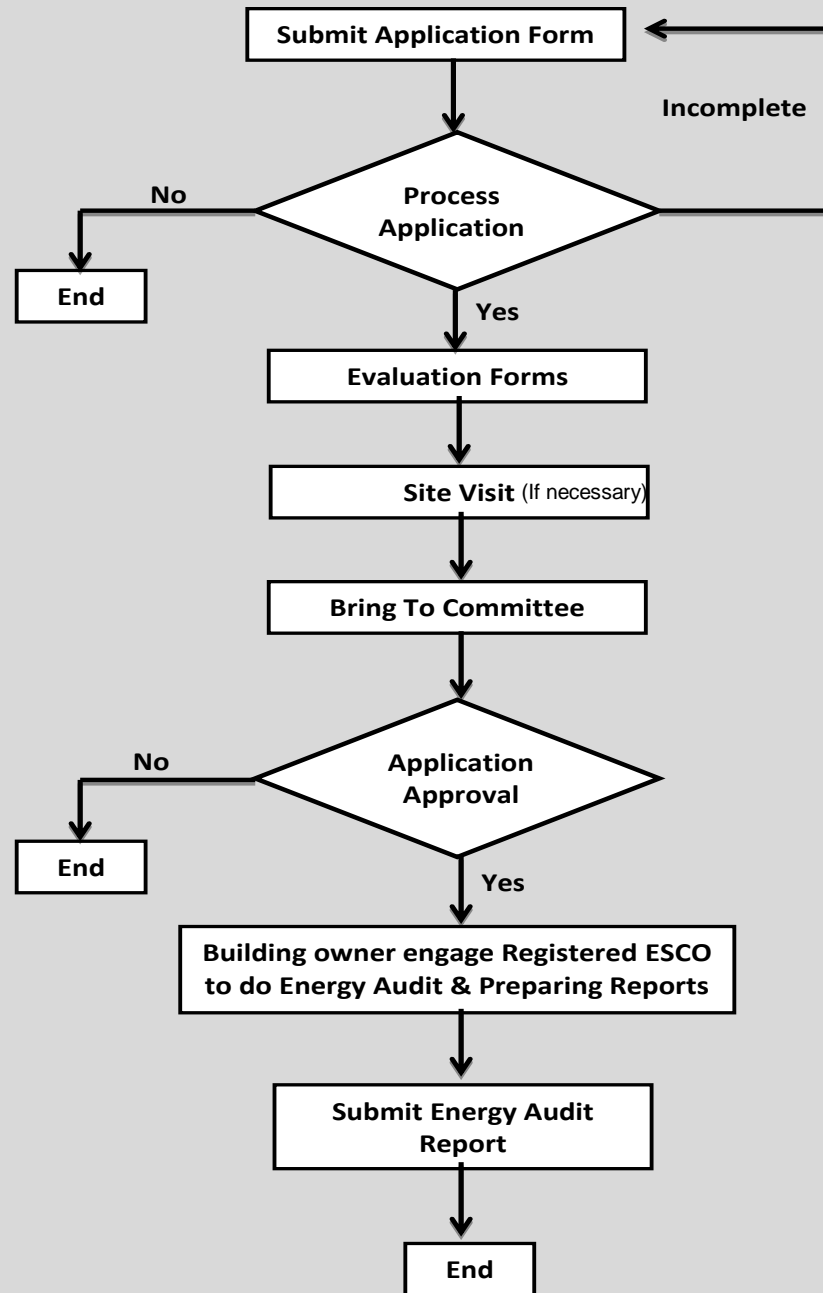 Submit Application Form
Incomplete
No
Process
Application
End
Yes
Evaluation Forms
Site Visit (If necessary)
Bring To Committee
No
Application
Approval
End
Yes
Building owner engage Registered ESCO
to do Energy Audit & Preparing Reports
Submit Energy Audit
Report
End